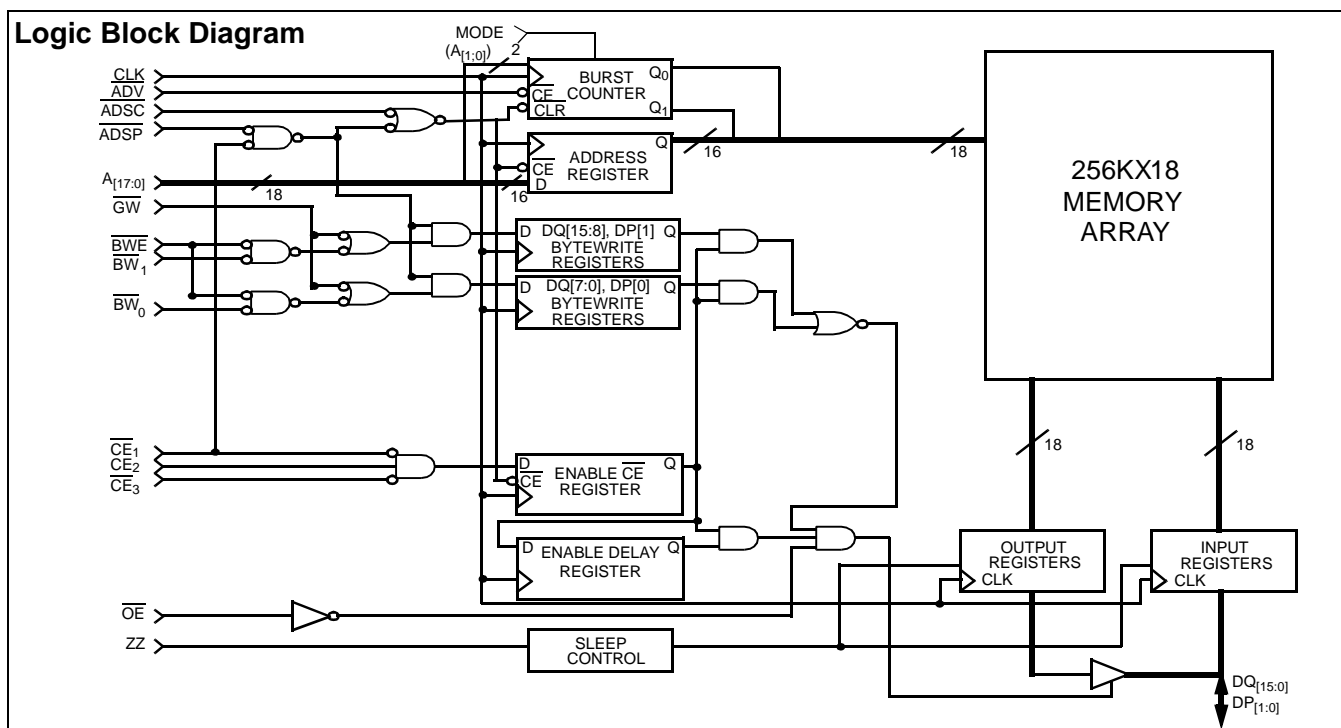 Logic Block Diagram
MODE
(A[1;0])
2
CLK
ADV
ADSC
ADSP
A[17:0]
18
GW
BWE
BW1
BW0
CE1
CE2
CE3
OE
ZZ
BURST
COUNTER
CE
CLR
Q0
Q1
ADDRESS
REGISTER
CE
D
Q
16
16
18
256KX18
MEMORY
ARRAY
D DQ[15:8], DP[1] Q
BYTEWRITE
REGISTERS
D DQ[7:0], DP[0] Q
BYTEWRITE
REGISTERS
D ENABLE CE Q
CE REGISTER
D ENABLE DELAY Q
REGISTER
SLEEP
CONTROL
18
18
OUTPUT
REGISTERS
CLK
INPUT
REGISTERS
CLK
DQ[15:0]
DP[1:0]